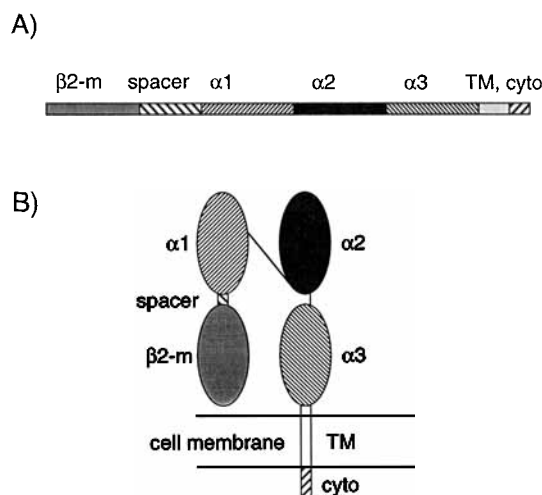 A)
β2-m spacer α1 α2 α3 TM, cyto
B)
α1 α2
spacer
β2-m α3
cell membrane TM
cyto